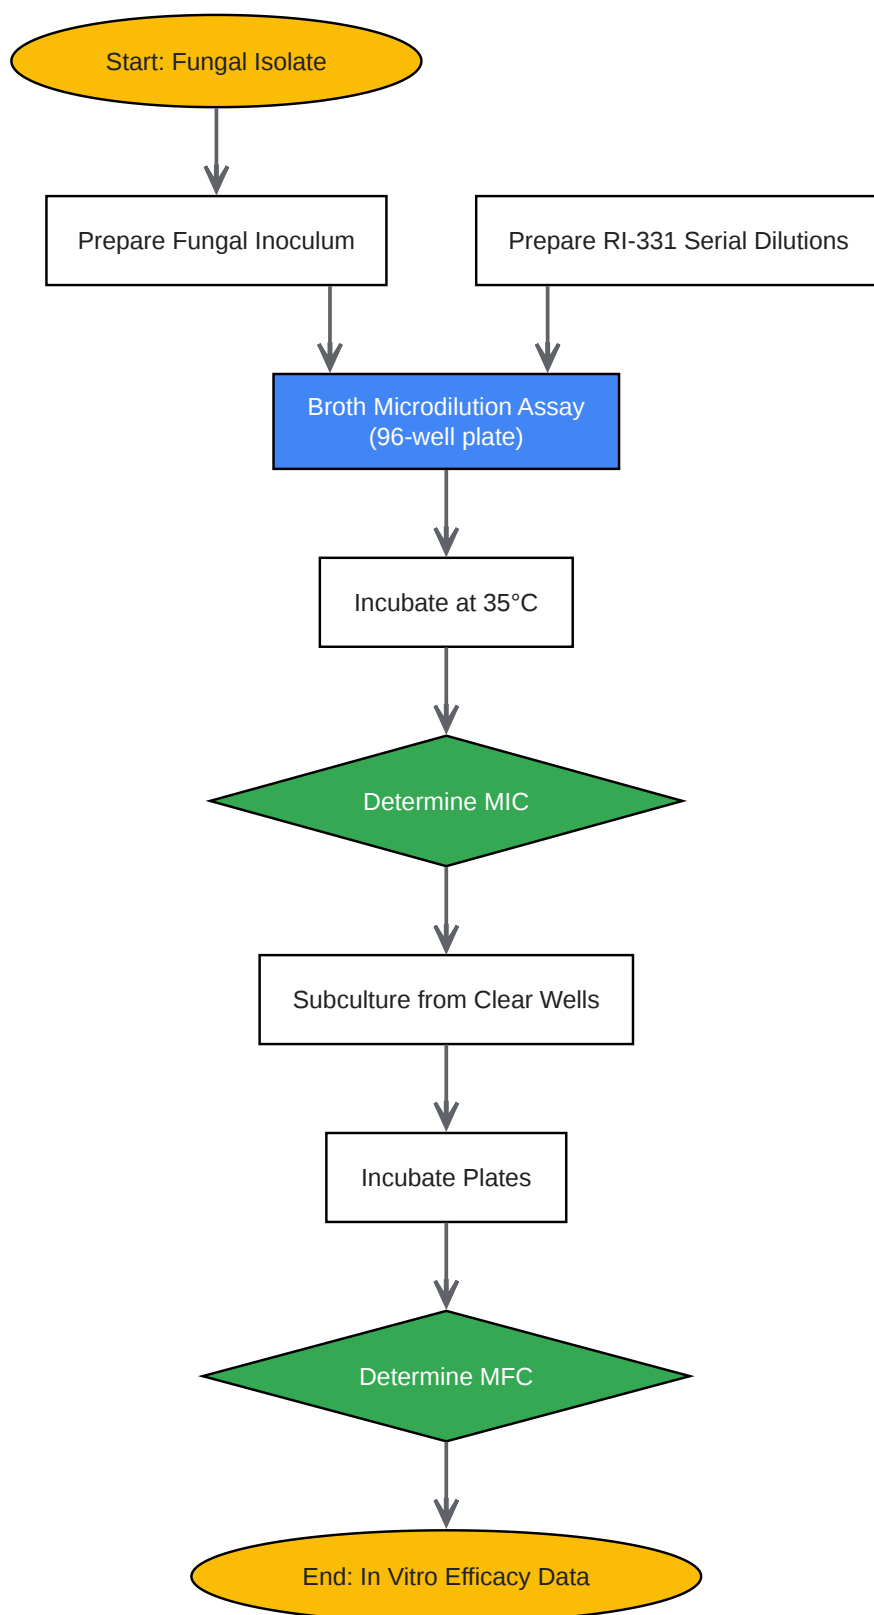 Start: Fungal Isolate
Prepare Fungal Inoculum
Prepare RI-331 Serial Dilutions
Broth Microdilution Assay
(96-well plate)
Incubate at 35°C
Determine MIC
Subculture from Clear Wells
Incubate Plates
Determine MFC
End: In Vitro Efficacy Data